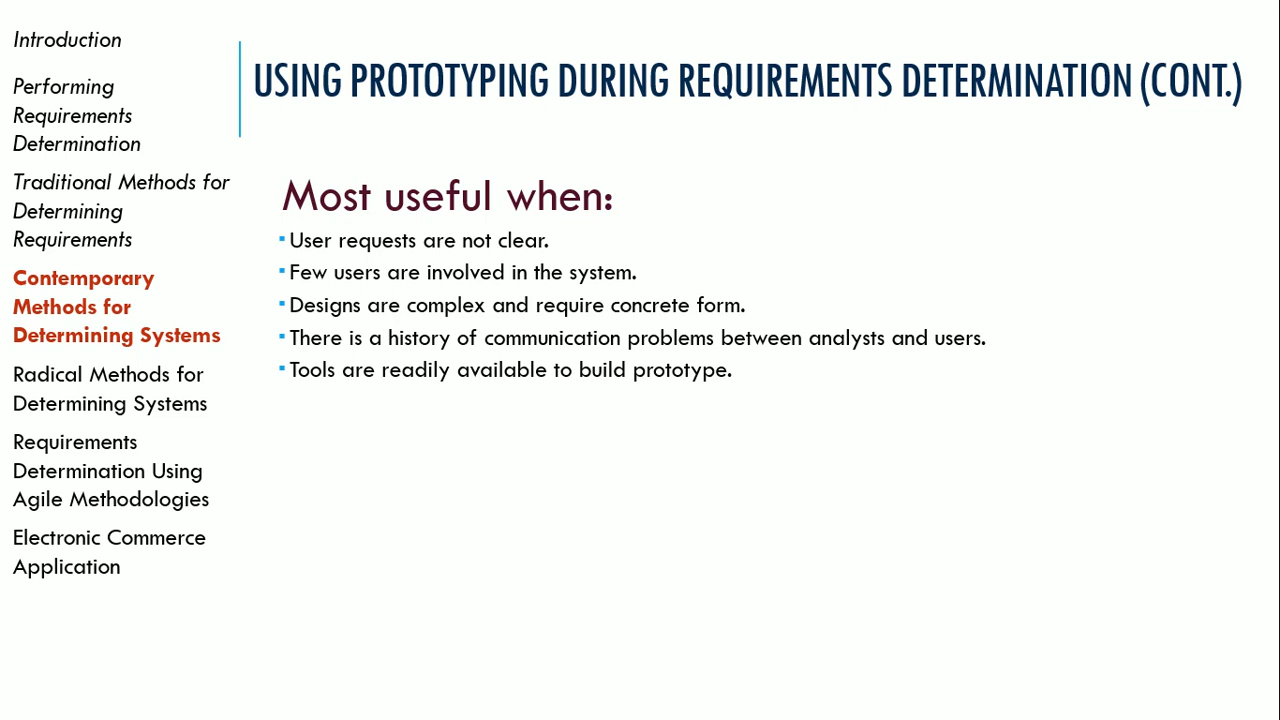 Introduction
Performing
Requirements
Determination
Traditional Methods for
Determining
Requirements
Contemporary
Methods for
Determining Systems
Radical Methods for
Determining Systems
Requirements
Determination Using
Agile Methodologies
Electronic Commerce
Application
USING PROTOTYPING DURING REQUIREMENTS DETERMINATION (CONT.)
Most useful when:
▪ User requests are not clear.
▪ Few users are involved in the system.
▪ Designs are complex and require concrete form.
▪ There is a history of communication problems between analysts and users.
▪ Tools are readily available to build prototype.